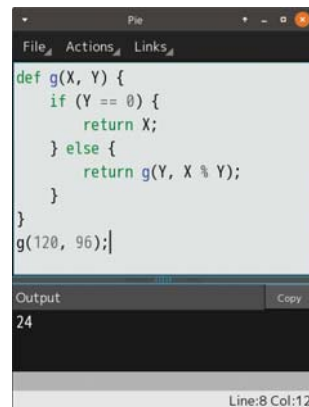 Pie
File Actions Links
def g(X, Y) {
    if (Y == 0) {
        return X;
    } else {
        return g(Y, X % Y);
    }
}
g(120, 96);
Output Copy
24
Line:8 Col:12